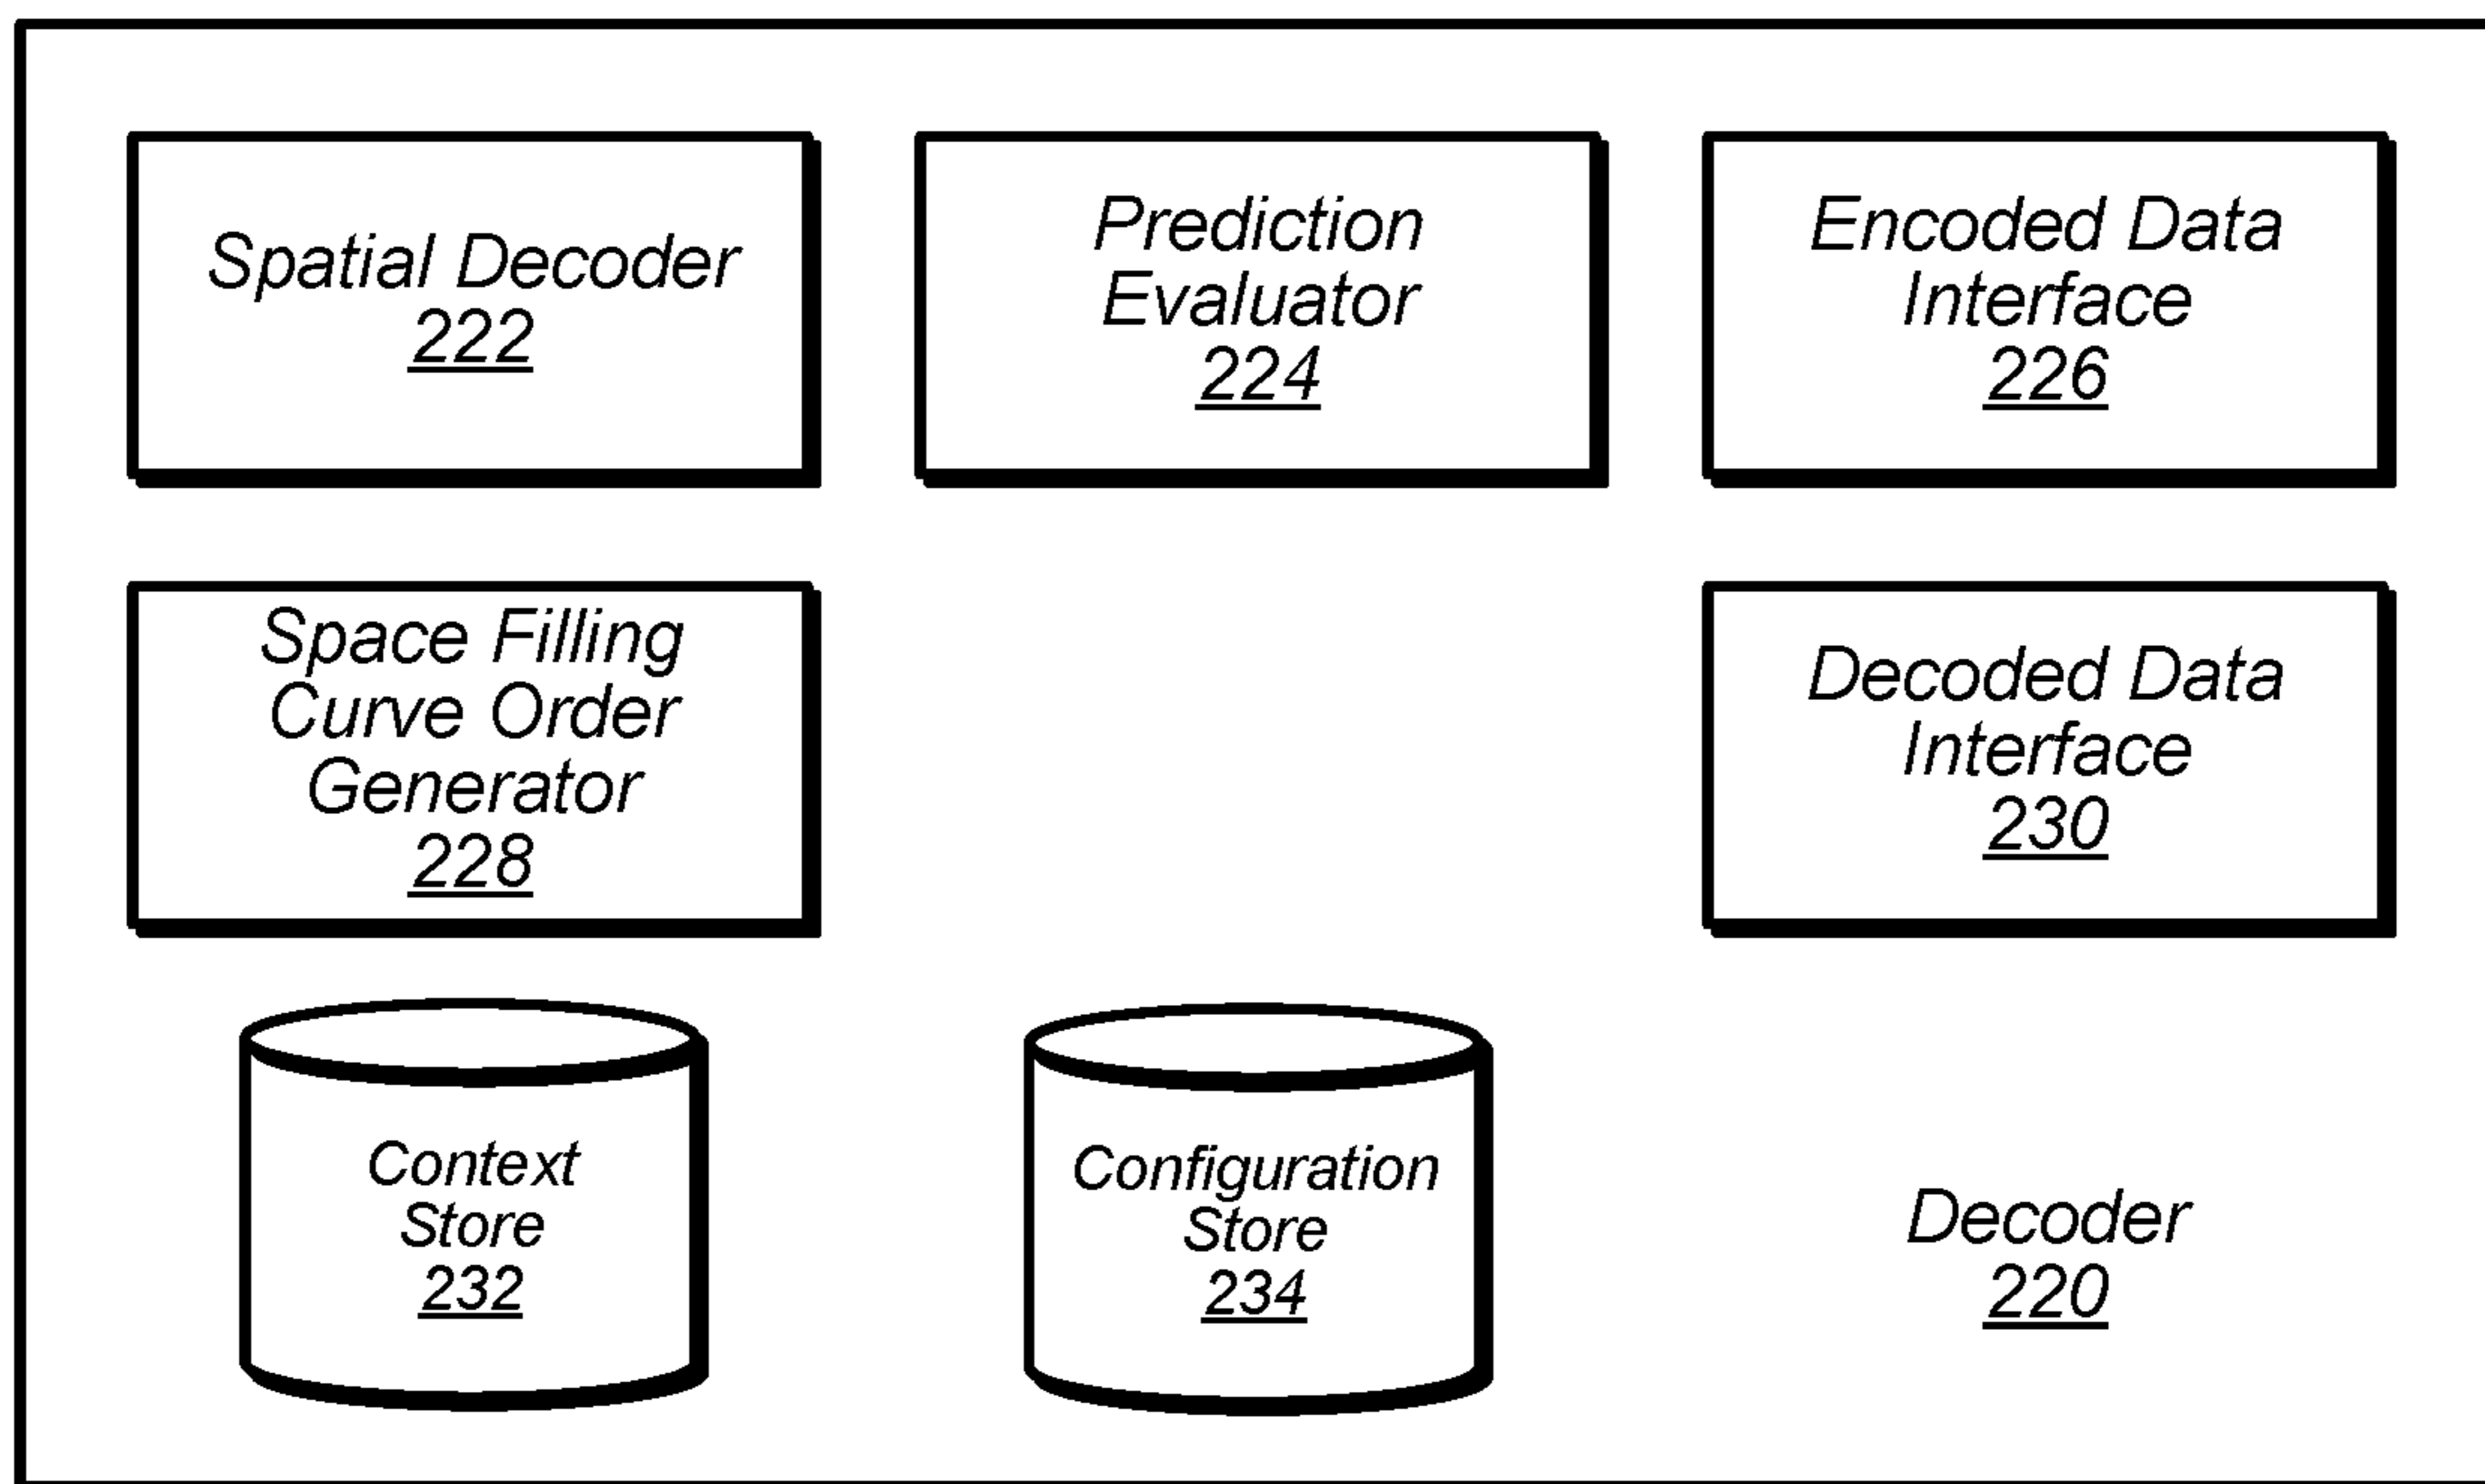 Spatial Decoder
222
Prediction
Evaluator
224
Encoded Data
Interface
226
Space Filling
Curve Order
Generator
228
Decoded Data
Interface
230
Context
Store
232
Configuration
Store
234
Decoder
220